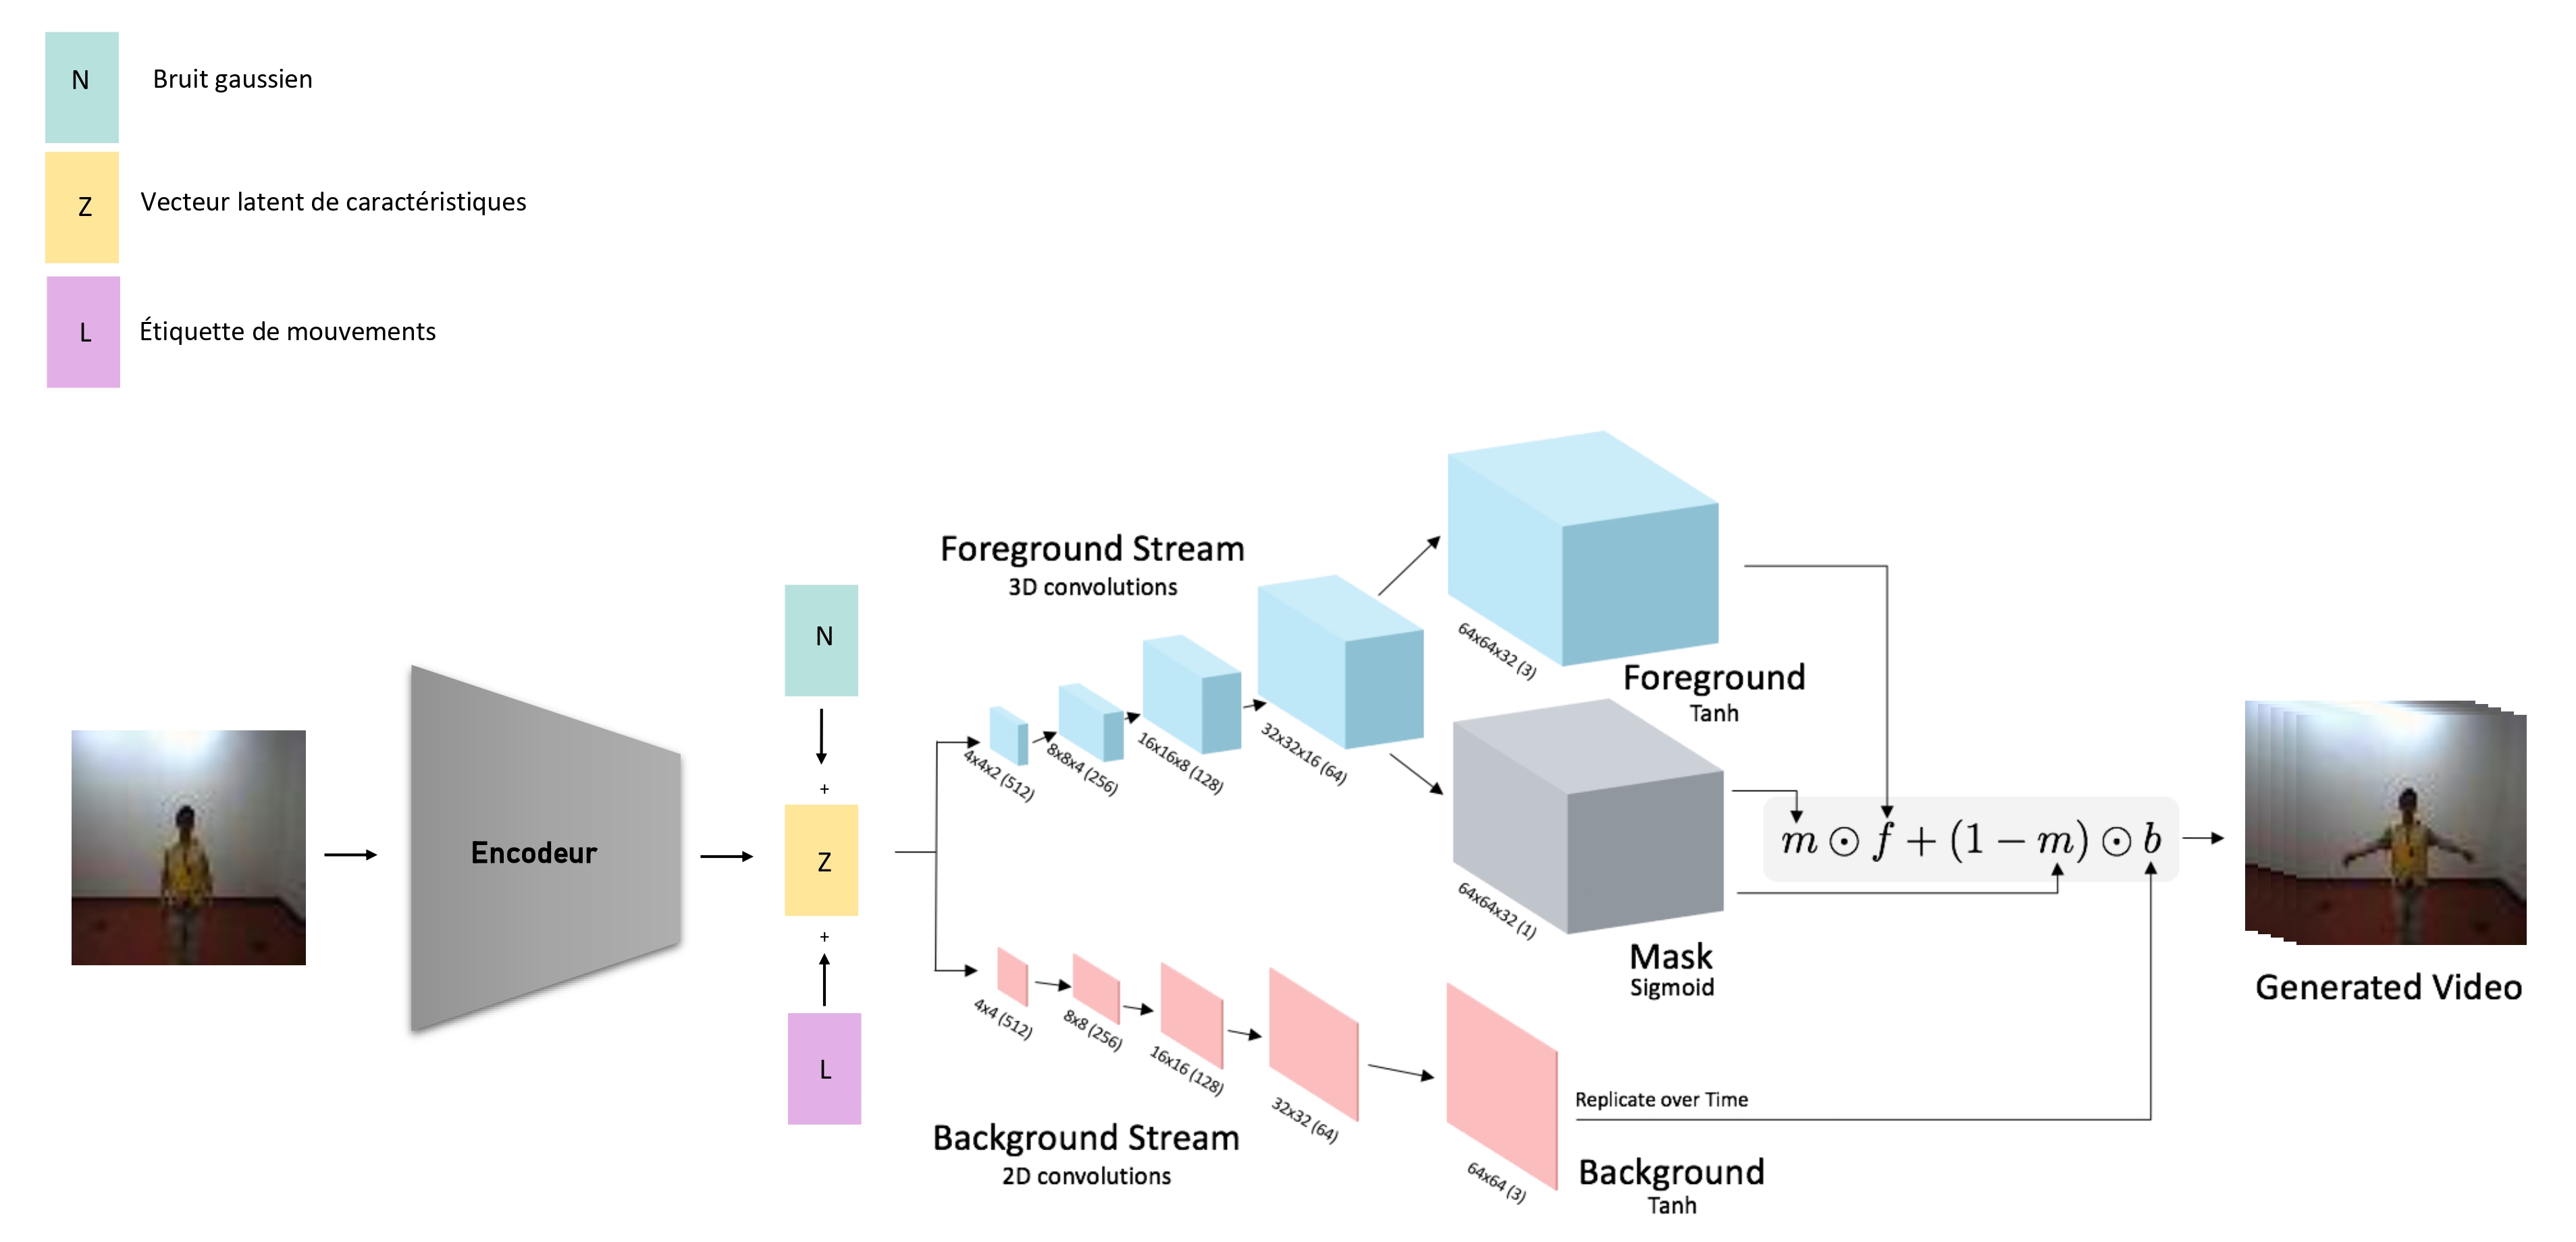 N
Bruit gaussien
Z
Vecteur latent de caractéristiques
L
Étiquette de mouvements
Foreground Stream
3D convolutions
N
+
Z
+
L
Encodeur
4x4x2 (512)
8x8x4 (256)
16x16x8 (128)
32x32x16 (64)
64x64x32 (3)
Foreground
Tanh
64x64x32 (1)
Mask
Sigmoid
m ⊙ f + (1 − m) ⊙ b
Generated Video
4x4 (512)
8x8 (256)
16x16 (128)
32x32 (64)
64x64 (3)
Replicate over Time
Background Stream
2D convolutions
Background
Tanh